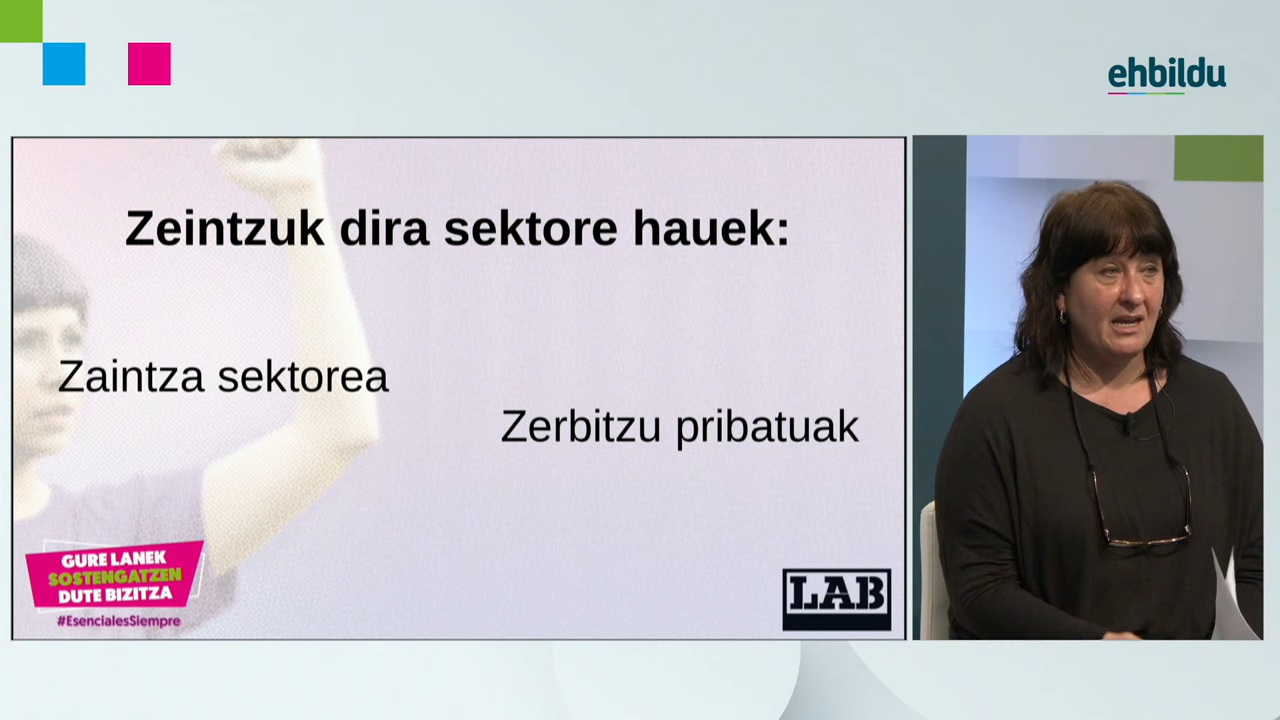 ehbildu
Zeintzuk dira sektore hauek:
Zaintza sektorea
Zerbitzu pribatuak
GURE LANEK
SOSTENGATZEN
DUTE BIZITZA
#EsencialesSiempre
LAB